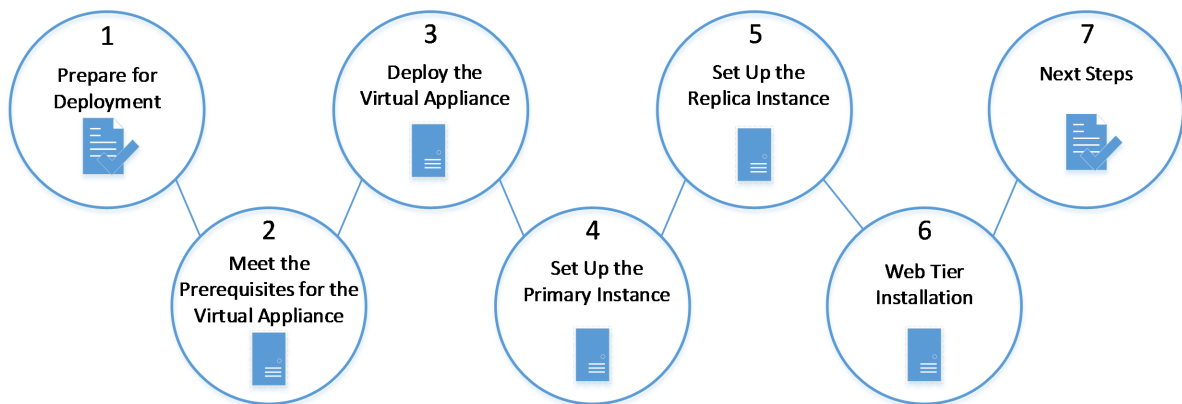 1
Prepare for
Deployment
2
Meet the
Prerequisites for the
Virtual Appliance
3
Deploy the
Virtual Appliance
4
Set Up the
Primary Instance
5
Set Up the
Replica Instance
6
Web Tier
Installation
7
Next Steps